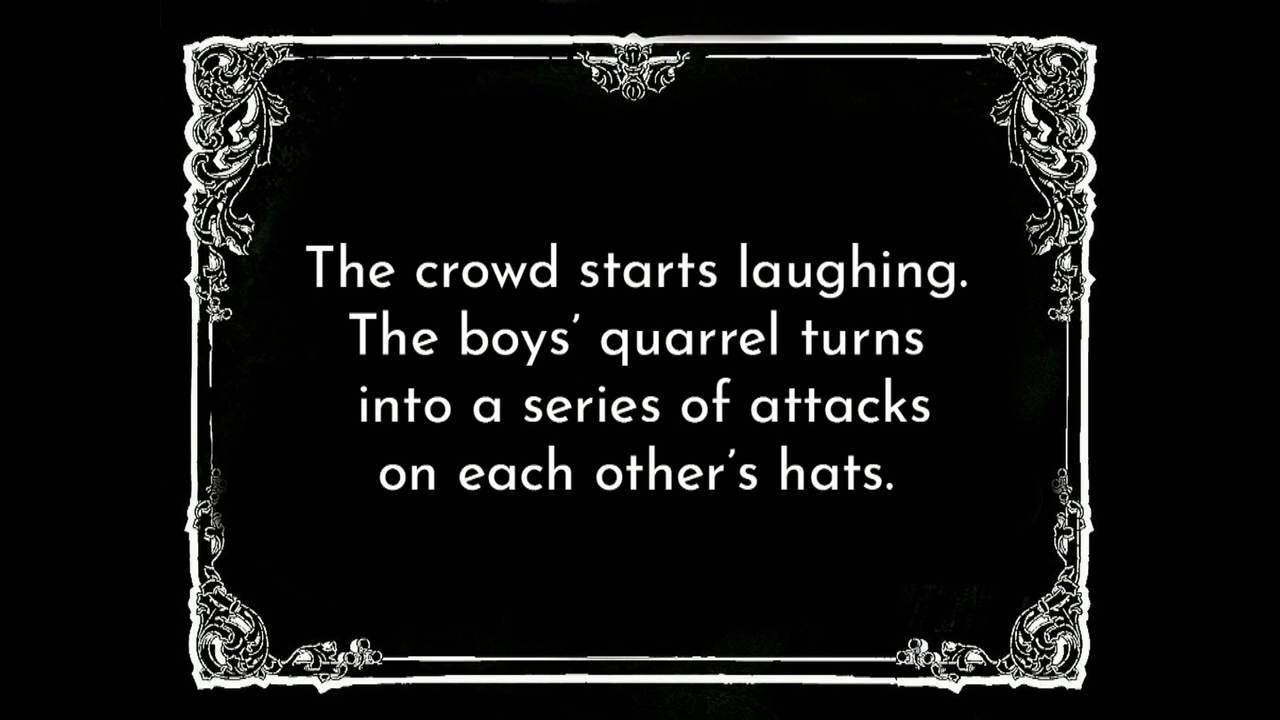 The crowd starts laughing.
The boys’ quarrel turns
into a series of attacks
on each other’s hats.